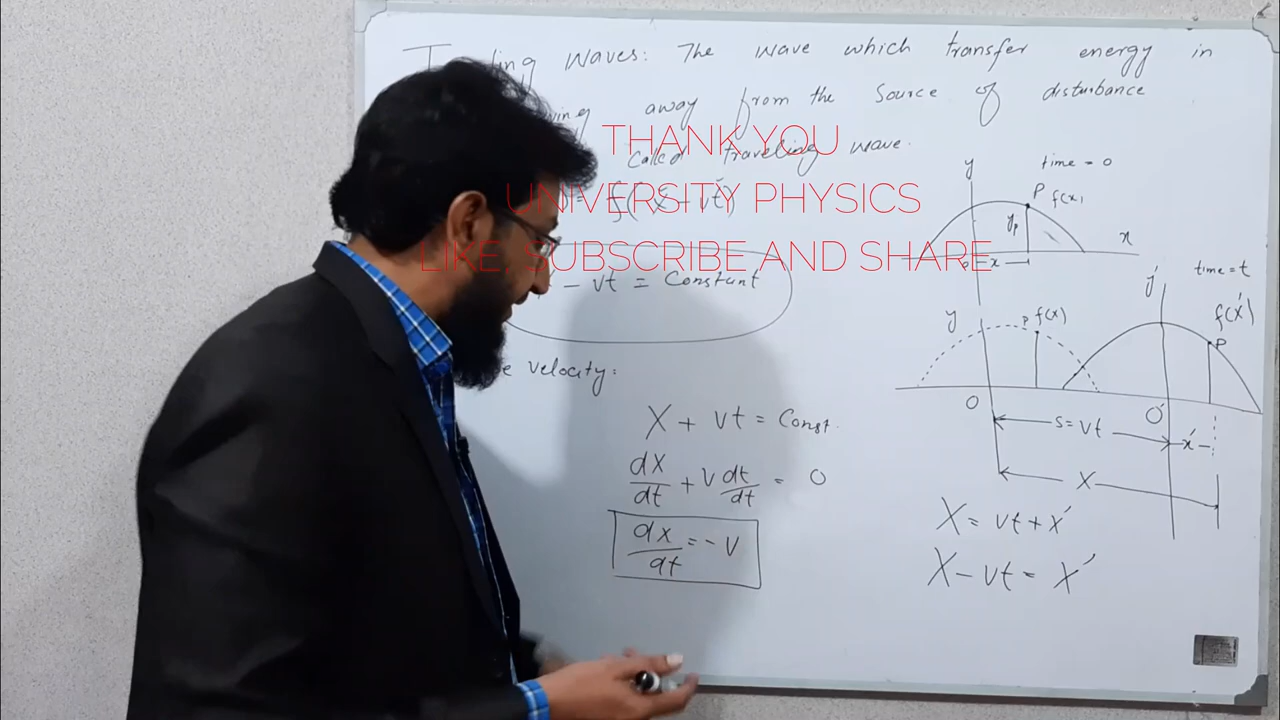 waves: The wave which transfer energy in
away from the source of disturbance
called traveling wave.
= f(x - vt)
- vt = Constant
velocity:
X + vt = Const.
dx/dt + v dt/dt = 0
dx/dt = - v
THANK YOU
UNIVERSITY PHYSICS
LIKE, SUBSCRIBE AND SHARE
y
time = 0
P f(x)
yp
x
x
time = t
y'
f(x')
P
y
P f(x)
O
O'
s = vt
x'
X
X = vt + x'
X - vt = x'